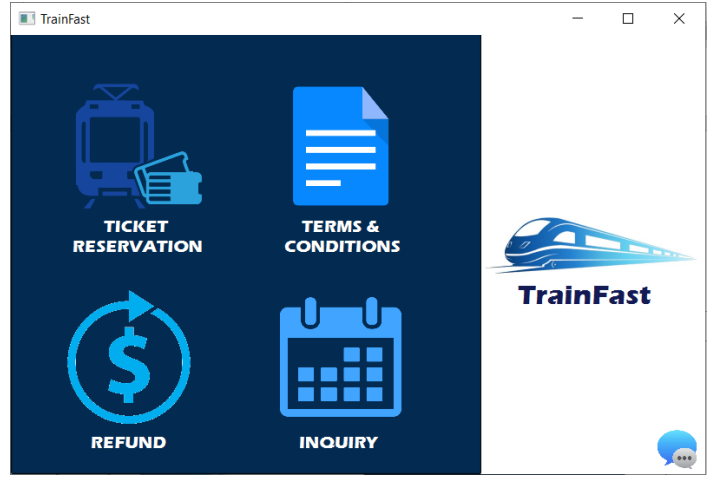 TrainFast
TICKET
RESERVATION
TERMS &
CONDITIONS
REFUND
INQUIRY
TrainFast